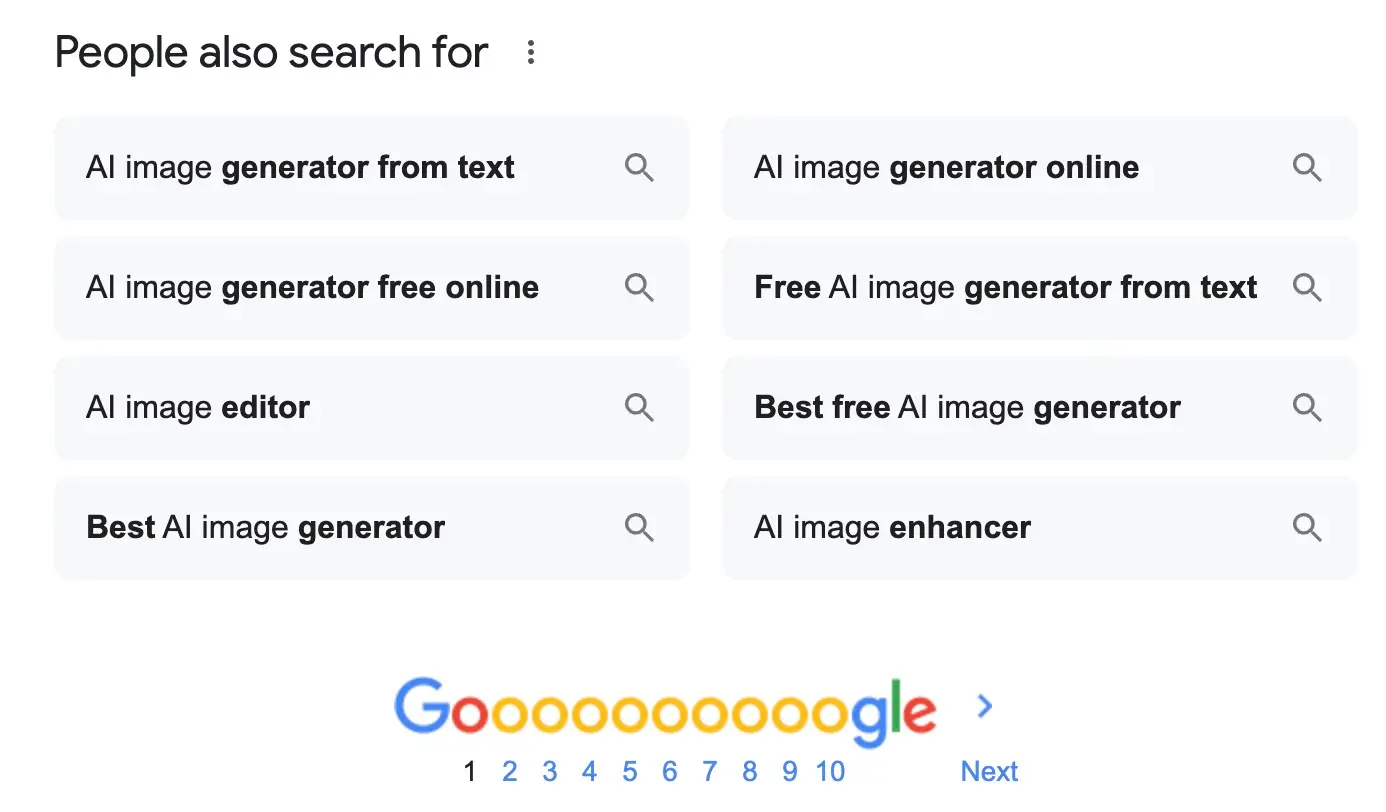 People also search for
AI image generator from text
AI image generator online
AI image generator free online
Free AI image generator from text
AI image editor
Best free AI image generator
Best AI image generator
AI image enhancer
Goooooooooogle
1 2 3 4 5 6 7 8 9 10 Next